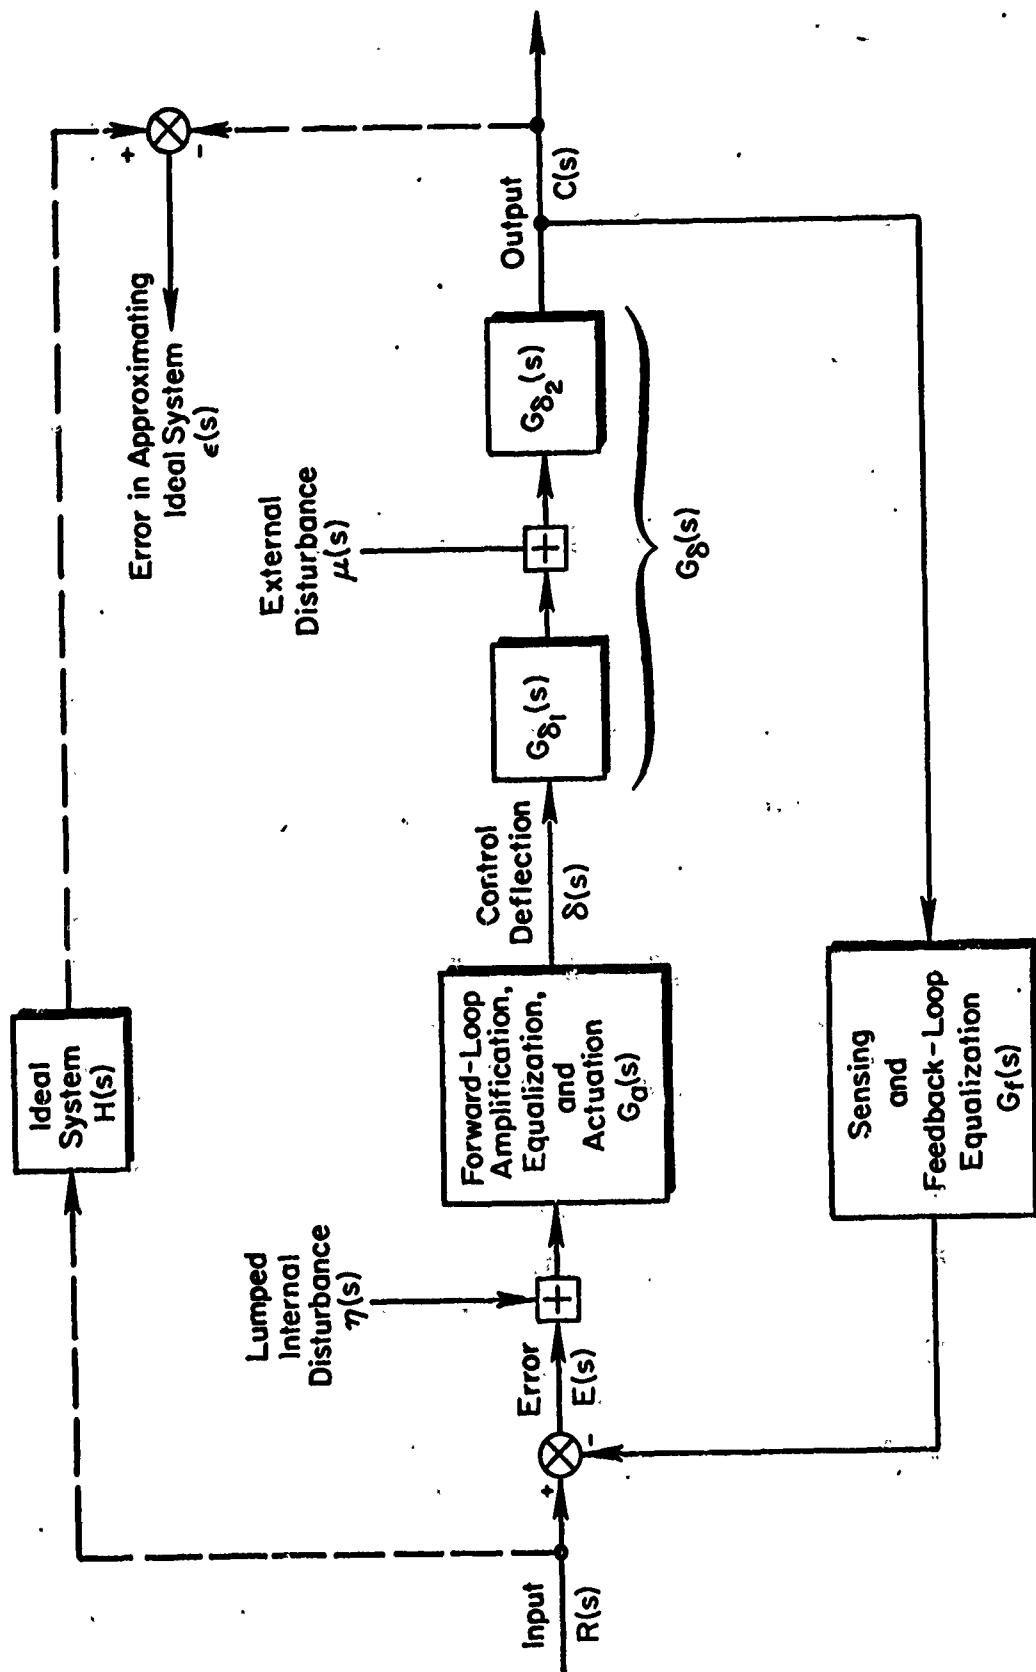 Ideal
System
H(s)
+
-
Error in Approximating
Ideal System
ϵ(s)
Lumped
Internal
Disturbance
η(s)
External
Disturbance
μ(s)
Input
R(s)
+
-
Error
E(s)
+
Forward-Loop
Amplification,
Equalization,
and
Actuation
Ga(s)
Control
Deflection
δ(s)
Gδ1(s)
+
Gδ2(s)
Output
C(s)
Gδ(s)
Sensing
and
Feedback-Loop
Equalization
Gf(s)